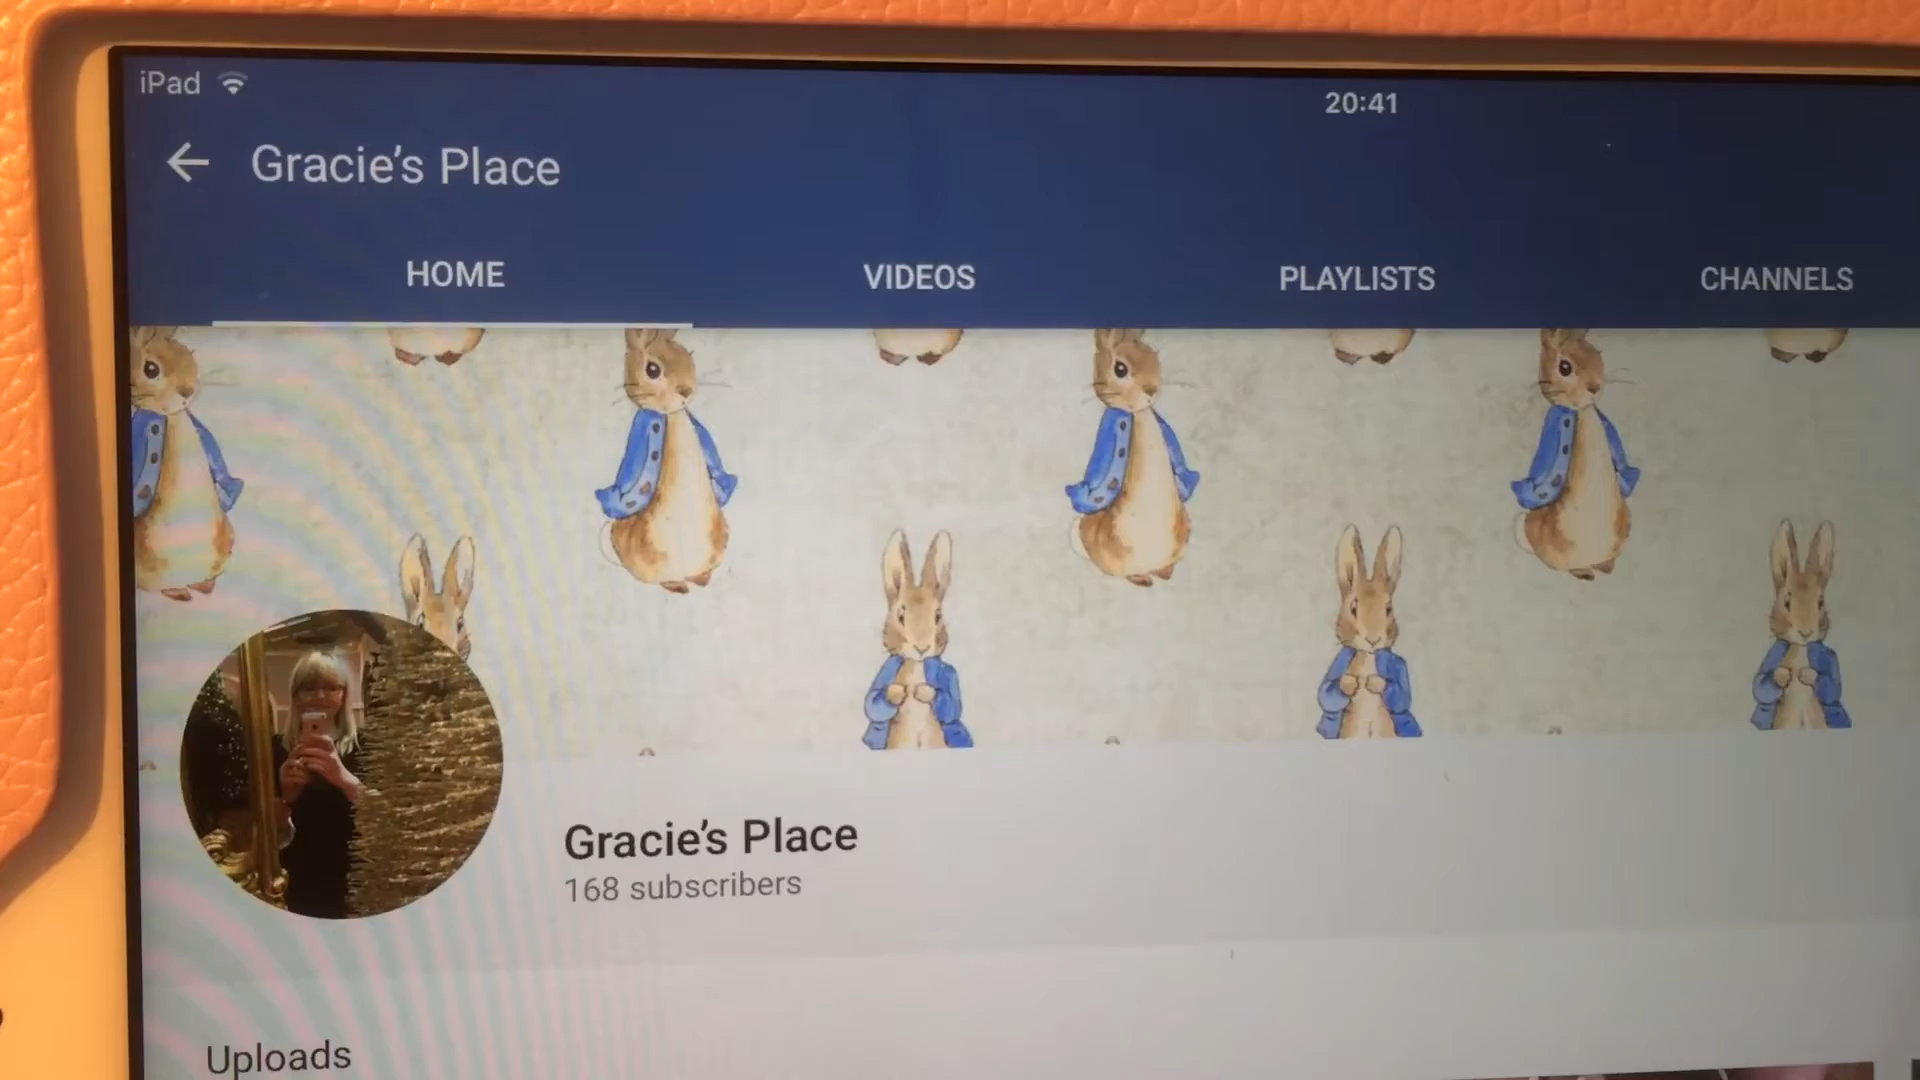 iPad
20:41
Gracie's Place
HOME
VIDEOS
PLAYLISTS
CHANNELS
Gracie's Place
168 subscribers
Uploads